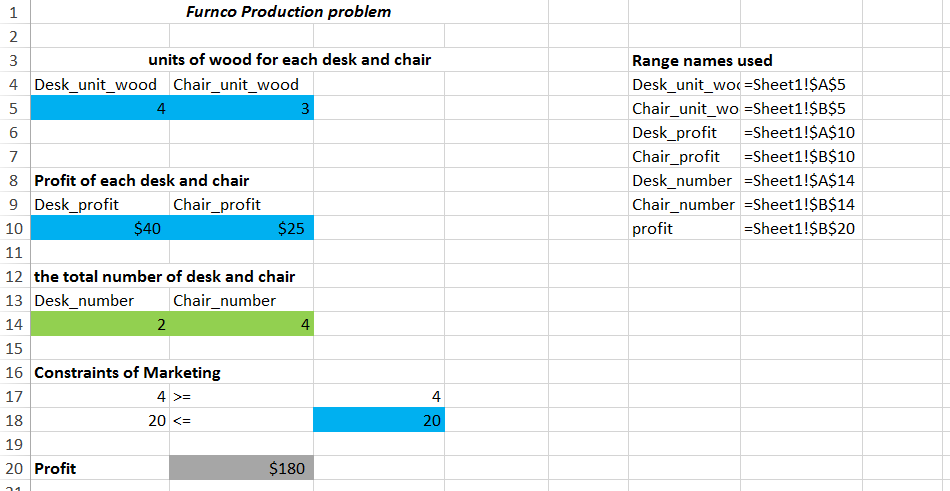 1 Furnco Production problem
2
3 units of wood for each desk and chair Range names used
4 Desk_unit_wood Chair_unit_wood Desk_unit_woo =Sheet1!$A$5
5 4 3 Chair_unit_wo =Sheet1!$B$5
6 Desk_profit =Sheet1!$A$10
7 Chair_profit =Sheet1!$B$10
8 Profit of each desk and chair Desk_number =Sheet1!$A$14
9 Desk_profit Chair_profit Chair_number =Sheet1!$B$14
10 $40 $25 profit =Sheet1!$B$20
11
12 the total number of desk and chair
13 Desk_number Chair_number
14 2 4
15
16 Constraints of Marketing
17 4 >= 4
18 20 <= 20
19
20 Profit $180